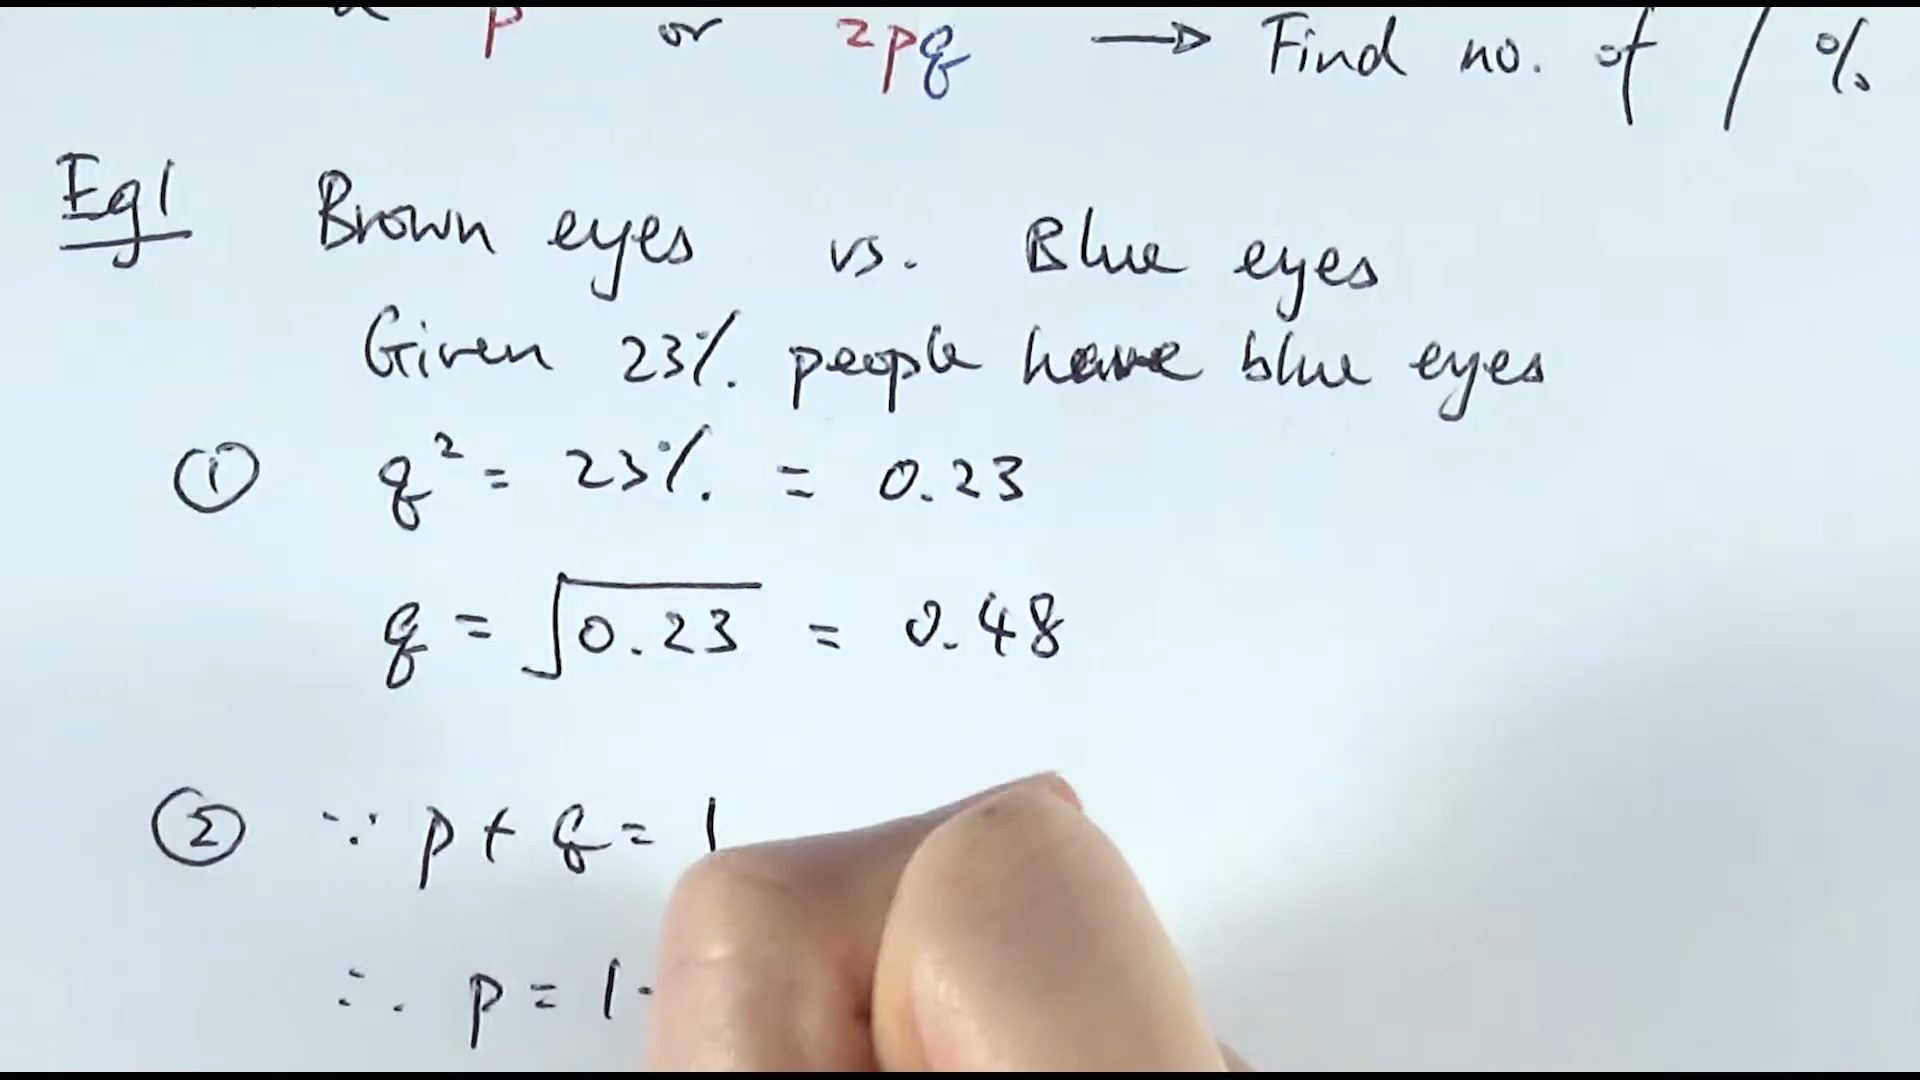 p or 2pq → Find no. of / %
Eg1 Brown eyes vs. Blue eyes
Given 23% people have blue eyes
① q² = 23% = 0.23
q = √0.23 = 0.48
② ∵ p + q = 1
∴ p = 1 -